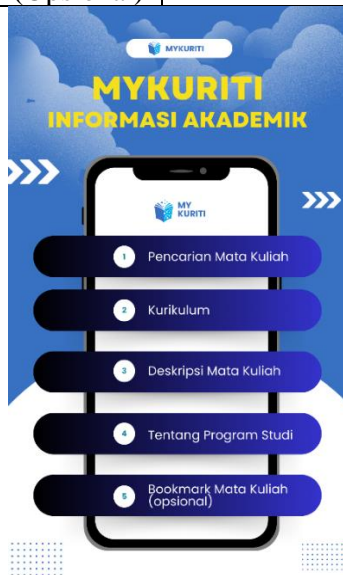 MYKURITI
MYKURITI
INFORMASI AKADEMIK
MY
KURITI
1 Pencarian Mata Kuliah
2 Kurikulum
3 Deskripsi Mata Kuliah
4 Tentang Program Studi
5 Bookmark Mata Kuliah
(opsional)